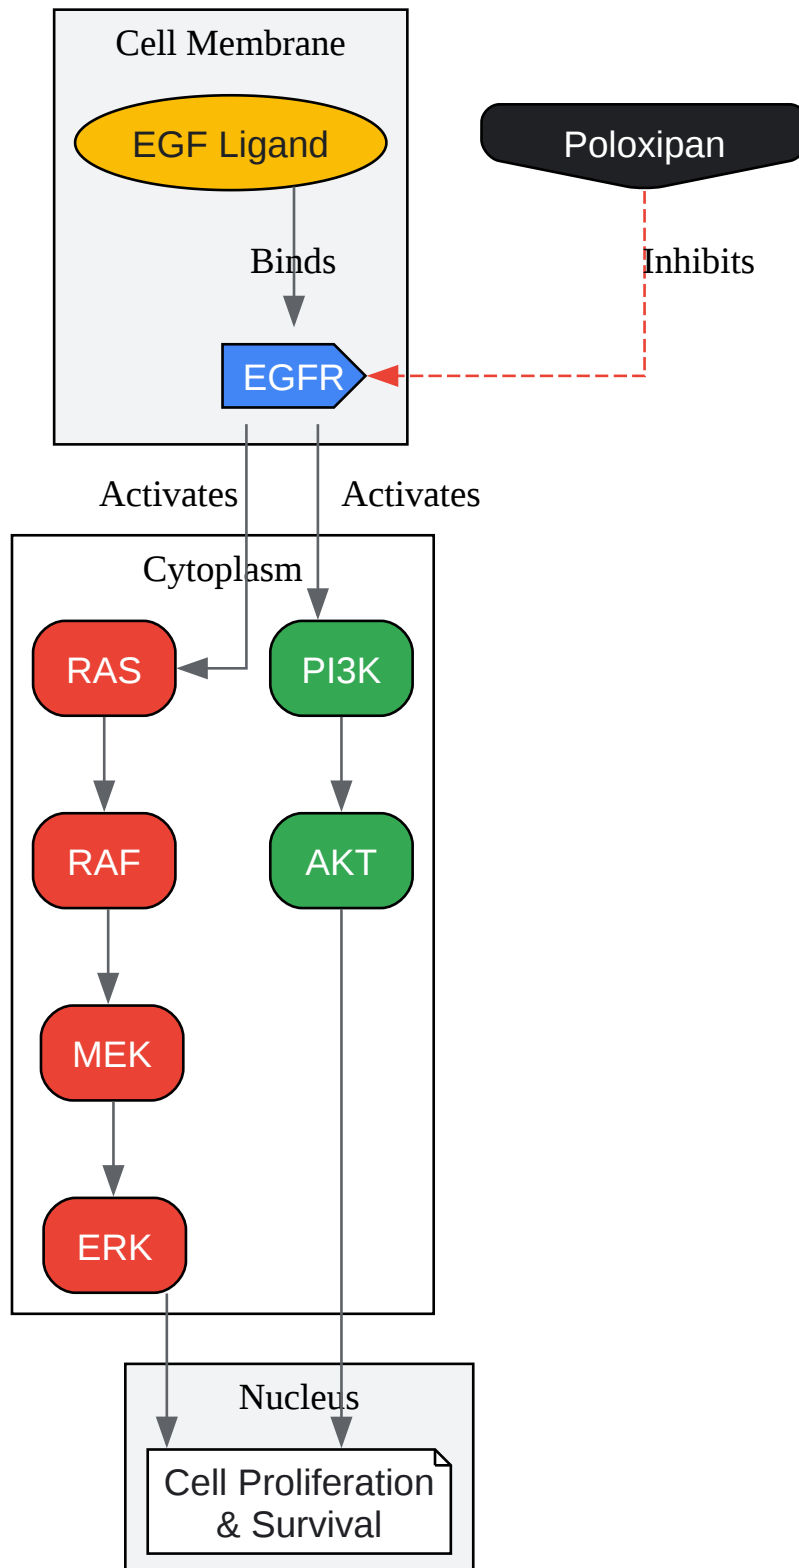 Cell Membrane
EGF Ligand
Poloxipan
Binds
Inhibits
EGFR
Activates
Activates
Cytoplasm
RAS
PI3K
RAF
AKT
MEK
ERK
Nucleus
Cell Proliferation
& Survival